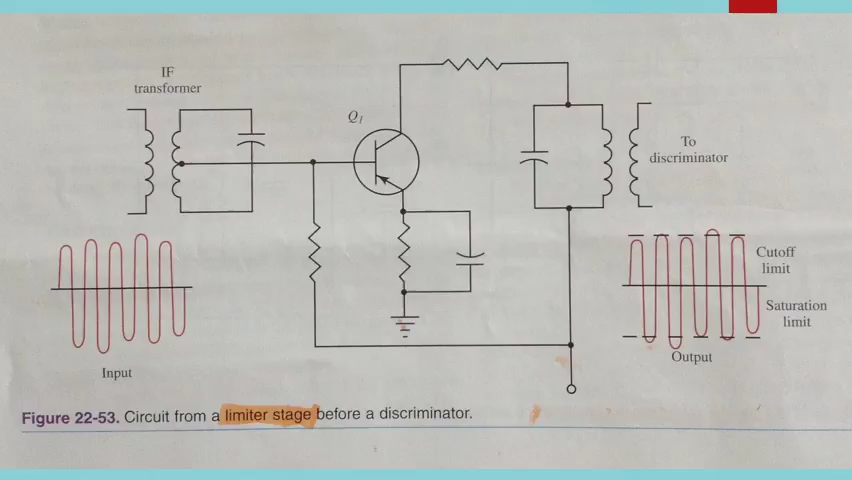 IF
transformer
Q1
To
discriminator
Cutoff
limit
Saturation
limit
Input
Output
Figure 22-53. Circuit from a limiter stage before a discriminator.